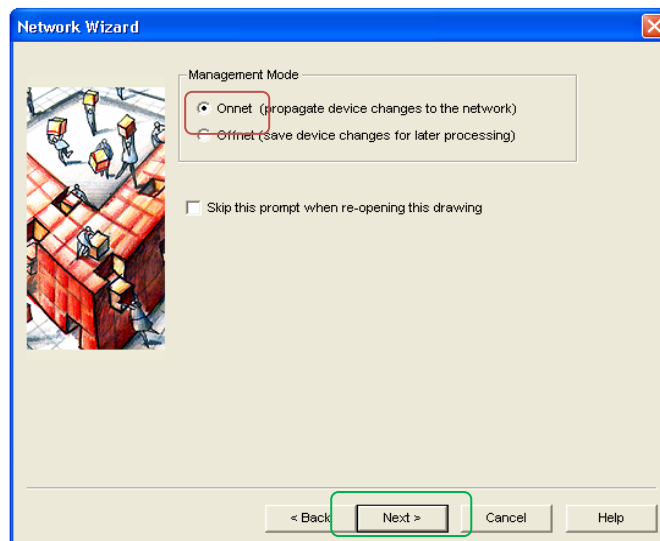 Network Wizard
Management Mode
Onnet (propagate device changes to the network)
Offnet (save device changes for later processing)
Skip this prompt when re-opening this drawing
< Back
Next >
Cancel
Help